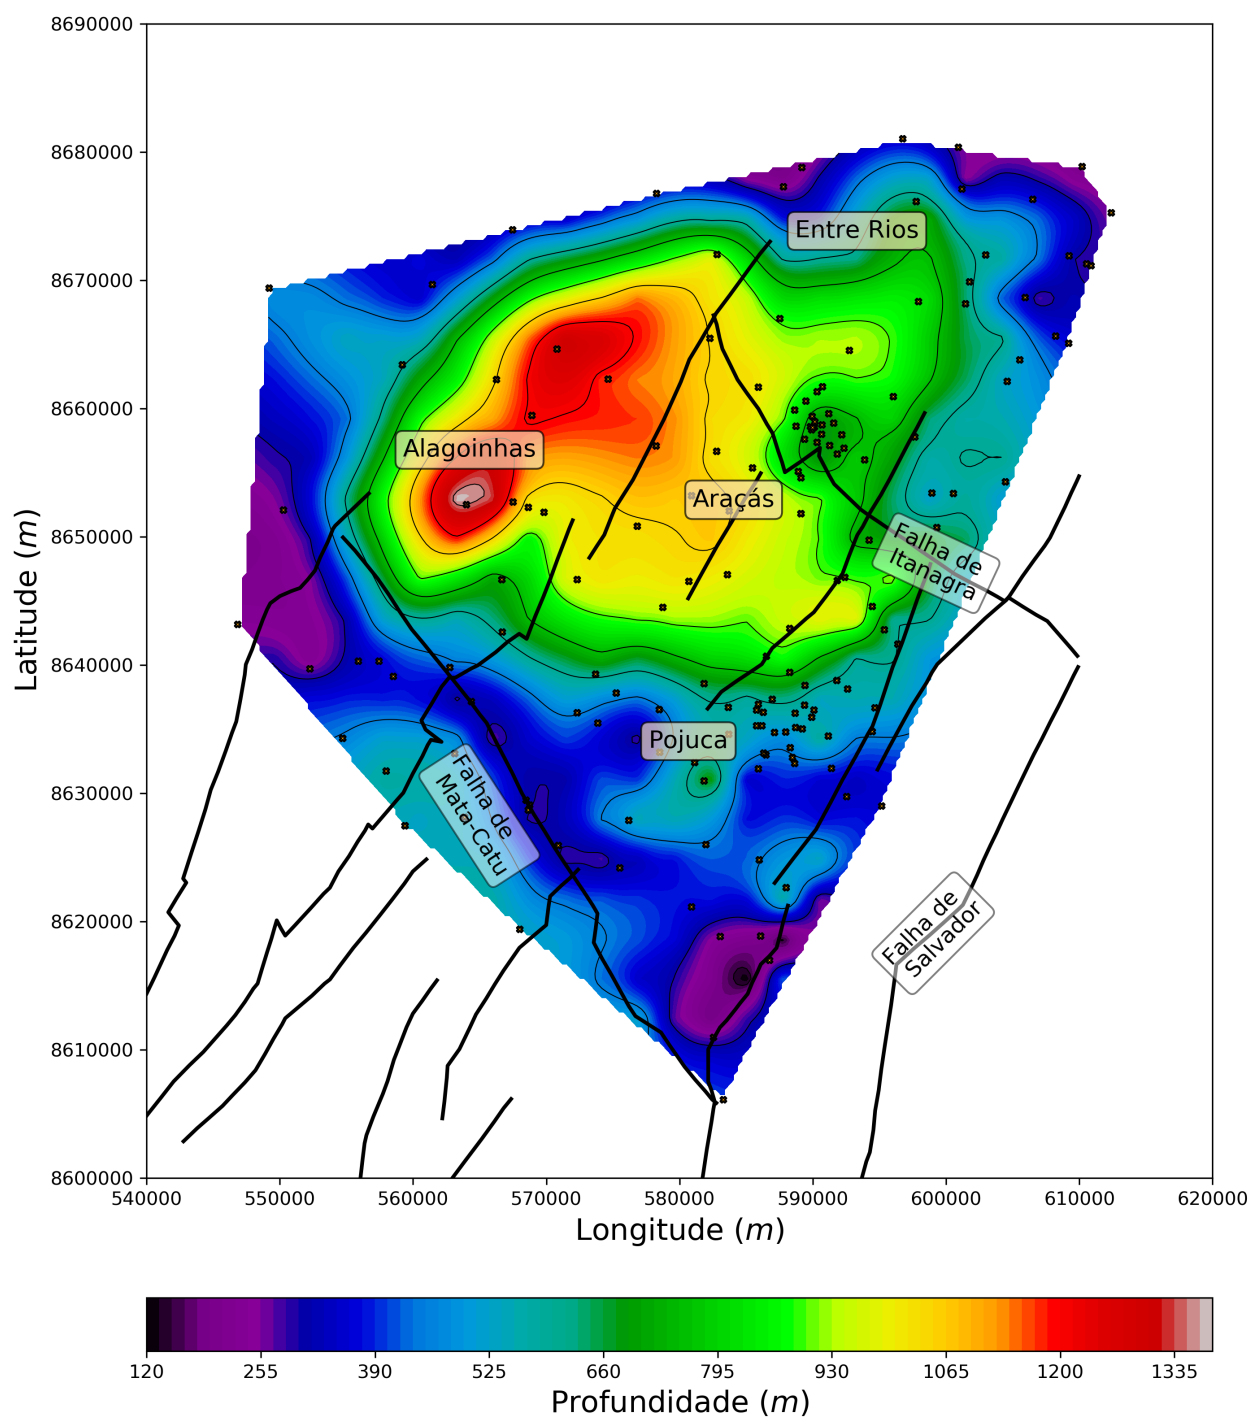 8690000
8680000
8670000
8660000
8650000
8640000
8630000
8620000
8610000
8600000
Latitude (m)
Entre Rios
Alagoinhas
Araçás
Falha de
Itanagra
Pojuca
Falha de
Mata-Catu
Falha de
Salvador
540000 550000 560000 570000 580000 590000 600000 610000 620000
Longitude (m)
120 255 390 525 660 795 930 1065 1200 1335
Profundidade (m)